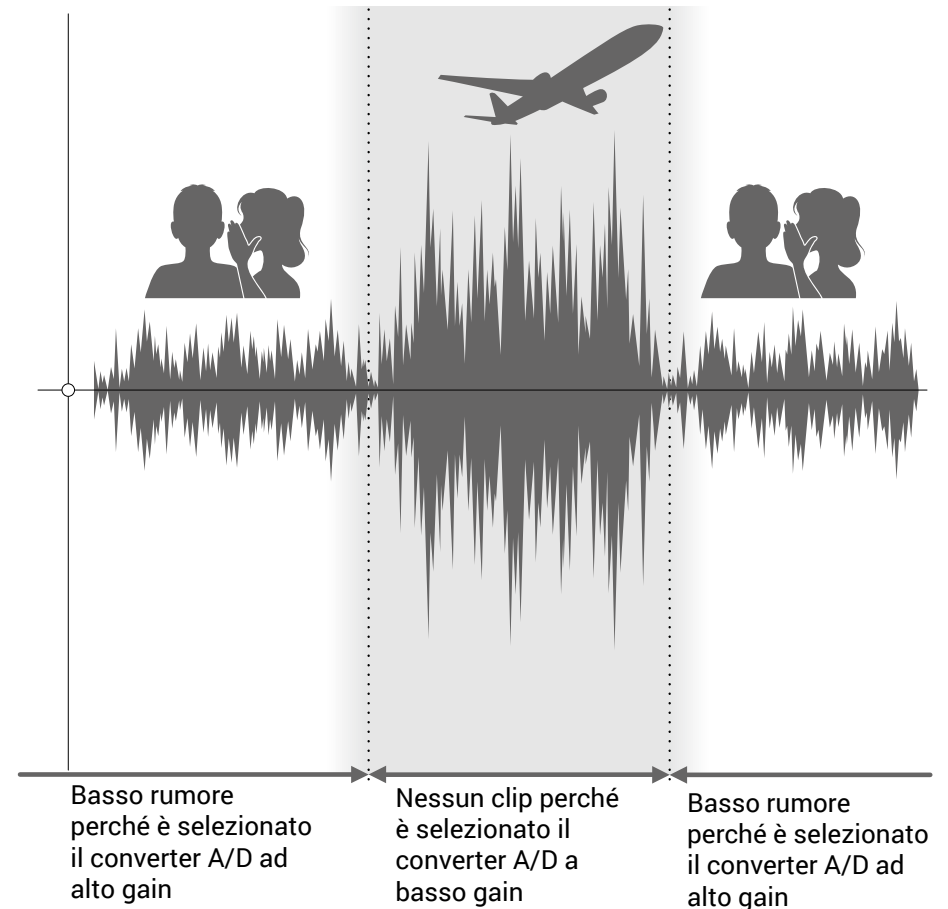 Basso rumore
perché è selezionato
il converter A/D ad
alto gain
Nessun clip perché
è selezionato il
converter A/D a
basso gain
Basso rumore
perché è selezionato
il converter A/D ad
alto gain